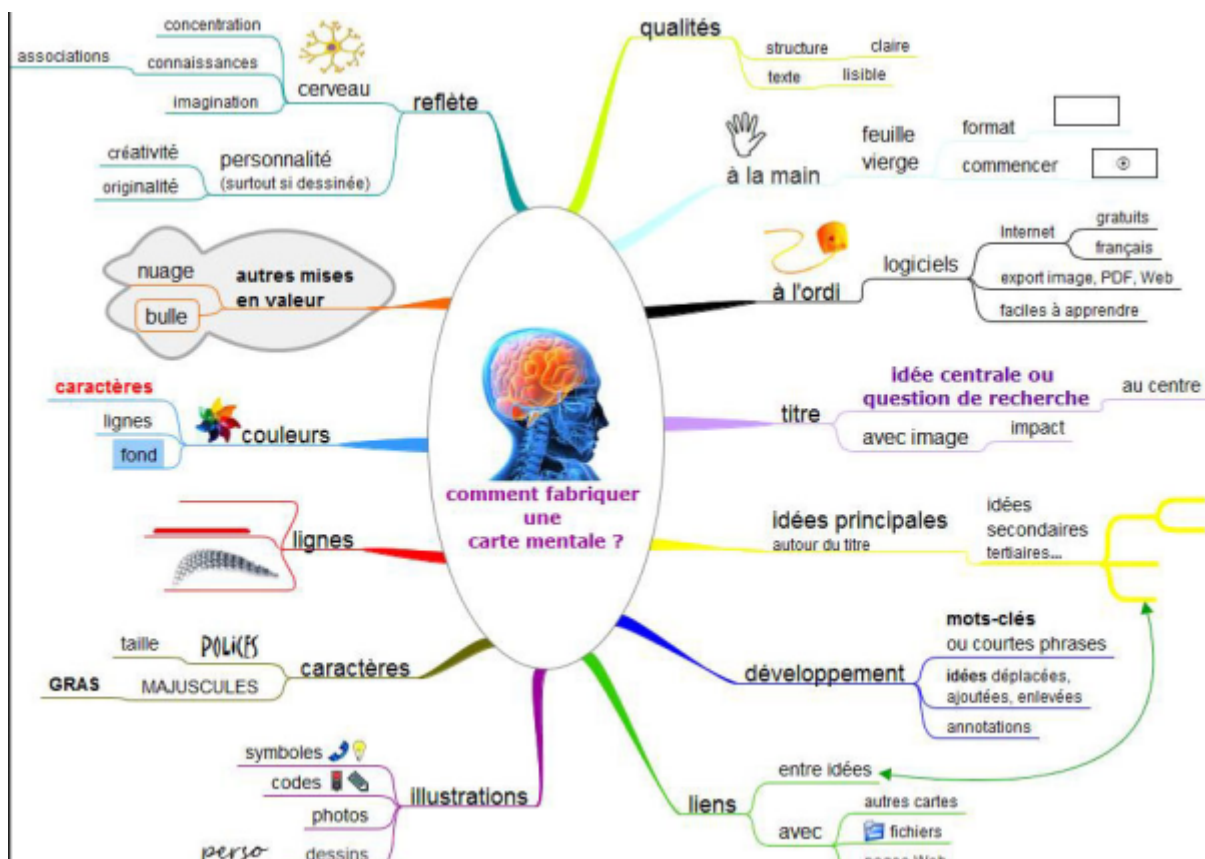 comment fabriquer
une
carte mentale ?
qualités
structure
claire
texte
lisible
à la main
feuille
vierge
format
commencer
à l'ordi
logiciels
Internet
gratuits
français
export image, PDF, Web
faciles à apprendre
titre
idée centrale ou
question de recherche
au centre
avec image
impact
idées principales
autour du titre
idées
secondaires
tertiaires...
développement
mots-clés
ou courtes phrases
idées déplacées,
ajoutées, enlevées
annotations
liens
entre idées
avec
autres cartes
fichiers
pages Web
illustrations
symboles
codes
photos
dessins
perso
caractères
POLICES
taille
MAJUSCULES
GRAS
lignes
couleurs
caractères
lignes
fond
autres mises
en valeur
nuage
bulle
reflète
cerveau
concentration
connaissances
associations
imagination
personnalité
(surtout si dessinée)
créativité
originalité